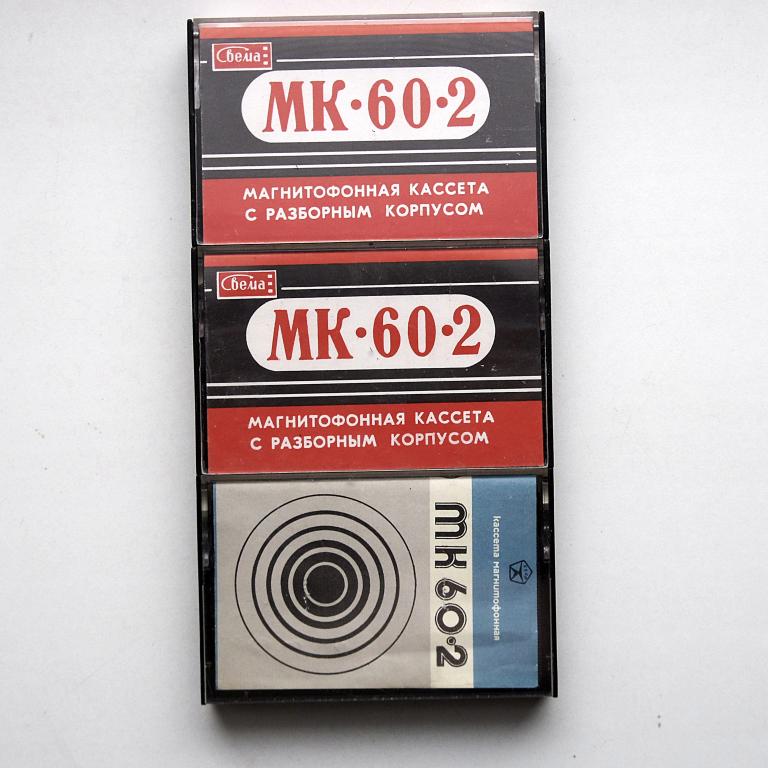 Свема
МК·60·2
МАГНИТОФОННАЯ КАССЕТА
С РАЗБОРНЫМ КОРПУСОМ
Свема
МК·60·2
МАГНИТОФОННАЯ КАССЕТА
С РАЗБОРНЫМ КОРПУСОМ
кассета магнитофонная
мк 60·2